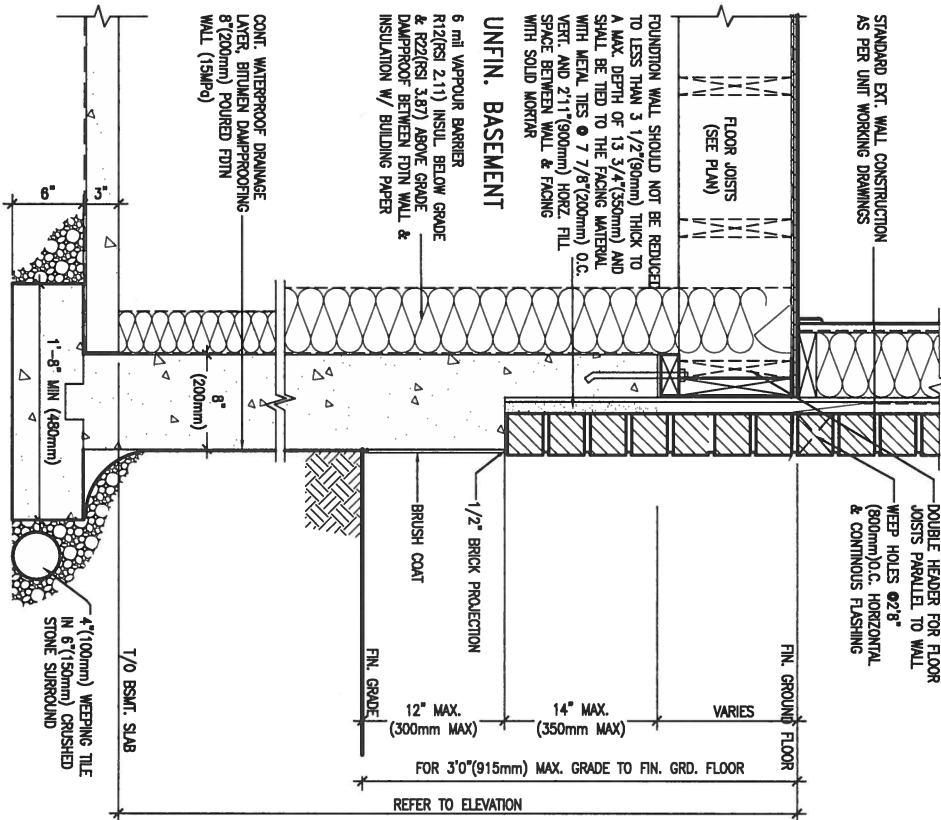 STANDARD EXT. WALL CONSTRUCTION
AS PER UNIT WORKING DRAWINGS
FLOOR JOISTS
(SEE PLAN)
FOUNDTION WALL SHOULD NOT BE REDUCED
TO LESS THAN 3 1/2"(90mm) THICK TO
A MAX. DEPTH OF 13 3/4"(350mm) AND
SHALL BE TIED TO THE FACING MATERIAL
WITH METAL TIES @ 7 7/8"(200mm) O.C.
VERT. AND 2'11"(900mm) HORZ. FILL
SPACE BETWEEN WALL & FACING
WITH SOLID MORTAR
UNFIN. BASEMENT
6 mil VAPPOUR BARRIER
R12(RSI 2.11) INSUL BELOW GRADE
& R22(RSI 3.87) ABOVE GRADE
DAMPPROOF BETWEEN FDTN WALL &
INSULATION W/ BUILDING PAPER
CONT. WATERPROOF DRAINAGE
LAYER, BITUMEN DAMPPROOFING
8"(200mm) POURED FDTN
WALL (15MPa)
6"
3"
1'-8" MIN (480mm)
8"
(200mm)
DOUBLE HEADER FOR FLOOR
JOISTS PARALLEL TO WALL
WEEP HOLES @2'8"
(800mm)O.C. HORIZONTAL
& CONTINOUS FLASHING
1/2" BRICK PROJECTION
BRUSH COAT
4"(100mm) WEEPING TILE
IN 6"(150mm) CRUSHED
STONE SURROUND
FIN. GROUND FLOOR
FIN. GRADE
T/O BSMT. SLAB
12" MAX.
(300mm MAX)
14" MAX.
(350mm MAX)
VARIES
FOR 3'0"(915mm) MAX. GRADE TO FIN. GRD. FLOOR
REFER TO ELEVATION